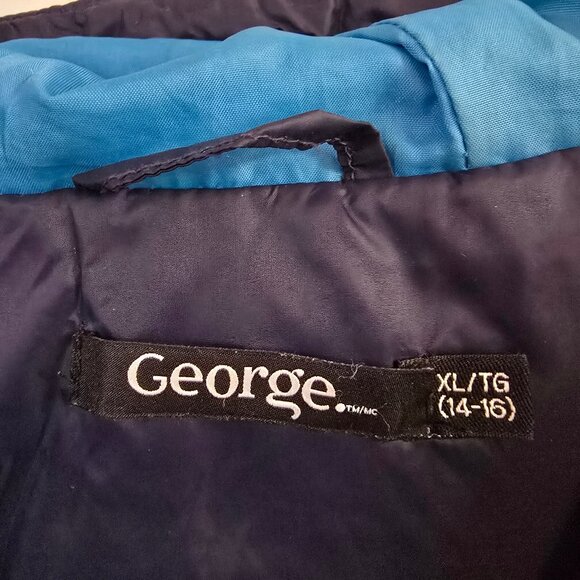 George.
TM/MC
XL/TG
(14-16)